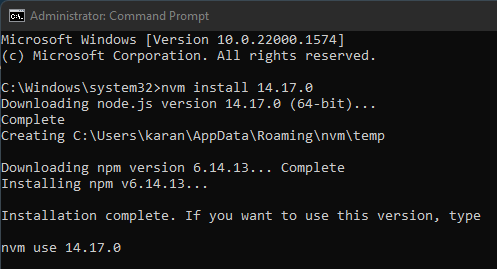 Administrator: Command Prompt
Microsoft Windows [Version 10.0.22000.1574]
(c) Microsoft Corporation. All rights reserved.
C:\Windows\system32>nvm install 14.17.0
Downloading node.js version 14.17.0 (64-bit)...
Complete
Creating C:\Users\karan\AppData\Roaming\nvm\temp
Downloading npm version 6.14.13... Complete
Installing npm v6.14.13...
Installation complete. If you want to use this version, type
nvm use 14.17.0